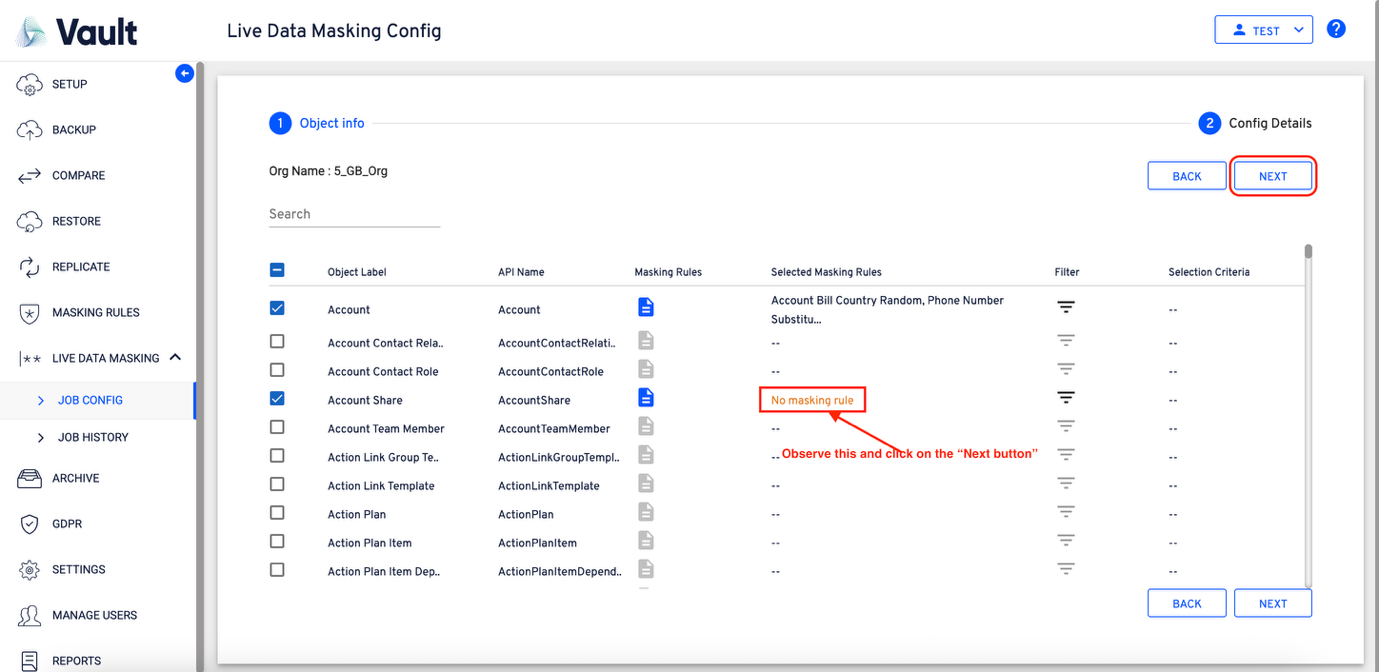 Vault
Live Data Masking Config
TEST
?
SETUP
BACKUP
COMPARE
RESTORE
REPLICATE
MASKING RULES
|** LIVE DATA MASKING
JOB CONFIG
JOB HISTORY
ARCHIVE
GDPR
SETTINGS
MANAGE USERS
REPORTS
1 Object info
2 Config Details
Org Name : 5_GB_Org
BACK NEXT
Search
Object Label API Name Masking Rules Selected Masking Rules Filter Selection Criteria
Account Account Account Bill Country Random, Phone Number
Substitu... --
Account Contact Rela.. AccountContactRelati.. -- --
Account Contact Role AccountContactRole -- --
Account Share AccountShare No masking rule --
Account Team Member AccountTeamMember -- --
Action Link Group Te.. ActionLinkGroupTempl.. -- --
Observe this and click on the “Next button”
Action Link Template ActionLinkTemplate -- --
Action Plan ActionPlan -- --
Action Plan Item ActionPlanItem -- --
Action Plan Item Dep.. ActionPlanItemDepend.. -- --
BACK NEXT